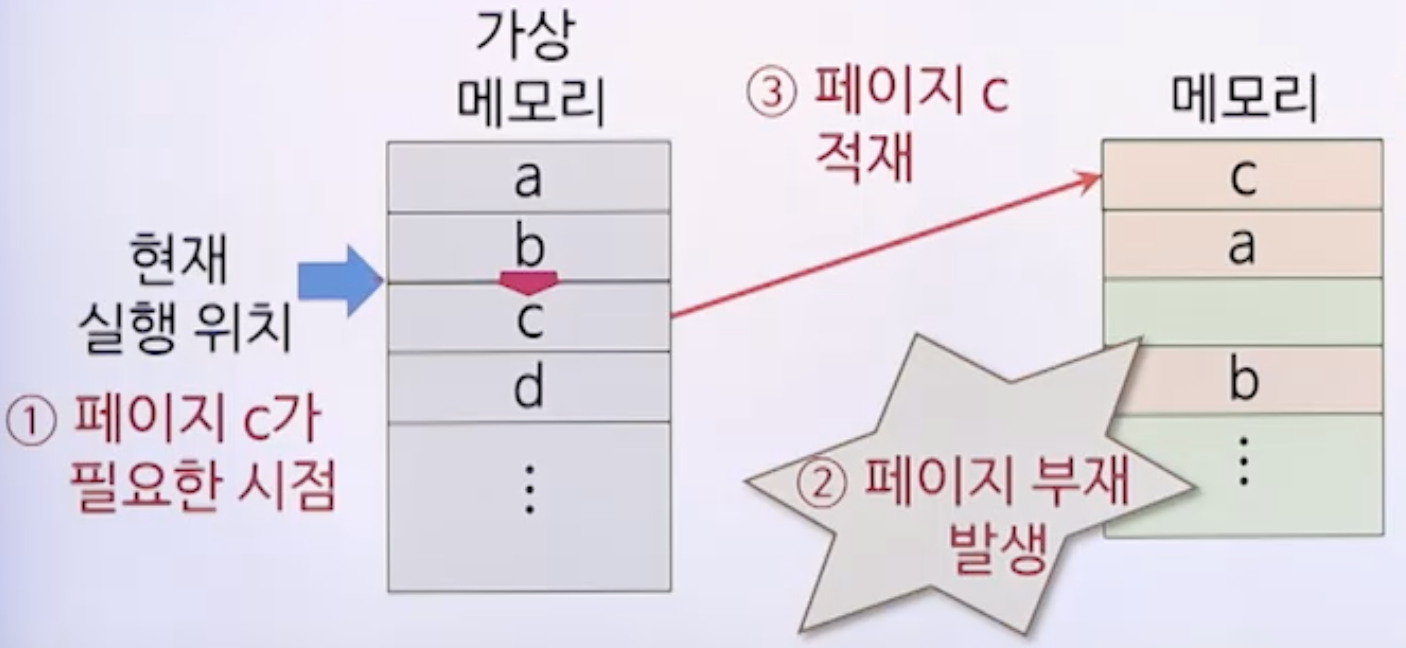 가상
메모리
a
b
c
d
⋮
현재
실행 위치
① 페이지 c가
필요한 시점
③ 페이지 c
적재
메모리
c
a
b
⋮
② 페이지 부재
발생